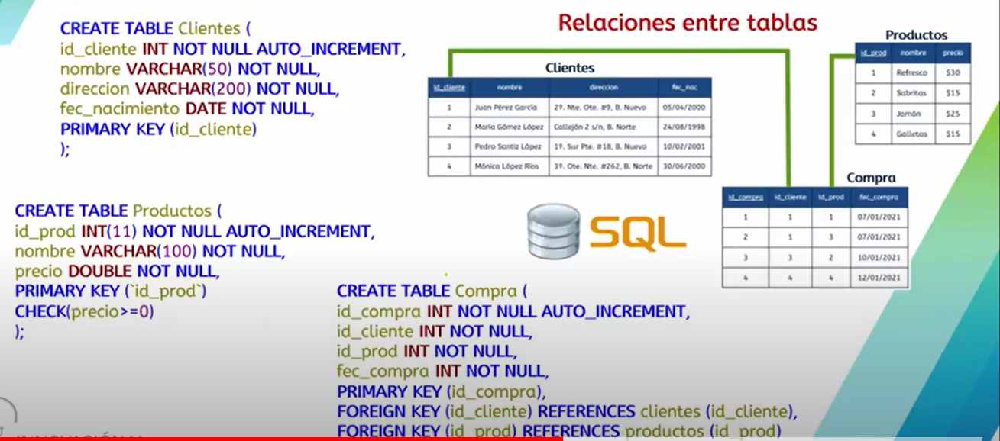 Relaciones entre tablas
CREATE TABLE Clientes (
id_cliente INT NOT NULL AUTO_INCREMENT,
nombre VARCHAR(50) NOT NULL,
direccion VARCHAR(200) NOT NULL,
fec_nacimiento DATE NOT NULL,
PRIMARY KEY (id_cliente)
);
Clientes
id_cliente nombre direccion fec_nac
1 Juan Pérez García 2ª. Nte. Ote. #9, B. Nuevo 05/04/2000
2 María Gómez López Callejón 2 s/n, B. Norte 24/08/1998
3 Pedro Santiz López 1ª. Sur Pte. #18, B. Nuevo 10/02/2001
4 Mónica López Ríos 3ª. Ote. Nte. #262, B. Norte 30/06/2000
Productos
id_prod nombre precio
1 Refresco $30
2 Sabritas $15
3 Jamón $25
4 Galletas $15
Compra
id_compra id_cliente id_prod fec_compra
1 1 1 07/01/2021
2 1 3 07/01/2021
3 3 2 10/01/2021
4 4 4 12/01/2021
SQL
CREATE TABLE Productos (
id_prod INT(11) NOT NULL AUTO_INCREMENT,
nombre VARCHAR(100) NOT NULL,
precio DOUBLE NOT NULL,
PRIMARY KEY (`id_prod`)
CHECK(precio>=0)
);
CREATE TABLE Compra (
id_compra INT NOT NULL AUTO_INCREMENT,
id_cliente INT NOT NULL,
id_prod INT NOT NULL,
fec_compra INT NOT NULL,
PRIMARY KEY (id_compra),
FOREIGN KEY (id_cliente) REFERENCES clientes (id_cliente),
FOREIGN KEY (id_prod) REFERENCES productos (id_prod)